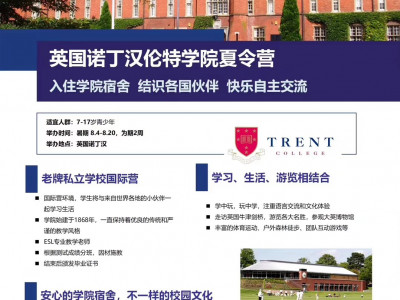 英国诺丁汉伦特学院夏令营
入住学院宿舍 结识各国伙伴 快乐自主交流
适宜人群：7-17岁青少年
举办时间：暑期 8.4-8.20，为期2周
举办地点：英国诺丁汉
TRENT
COLLEGE
老牌私立学校国际营
国际营环境，学生将与来自世界各地的小伙伴一
起学习生活
学院始建于1868年，一直保持着优良的传统和严
谨的教学风格
ESL专业教学老师
根据测试成绩分班，因材施教
结束后颁发毕业证书
学习、生活、游览相结合
学中玩，玩中学，注重语言交流和文化体验
走访英国牛津剑桥，游览各大名胜，参观大英博物馆
丰富的体育运动，户外森林徒步、团队互动游戏等
安心的学院宿舍，不一样的校园文化